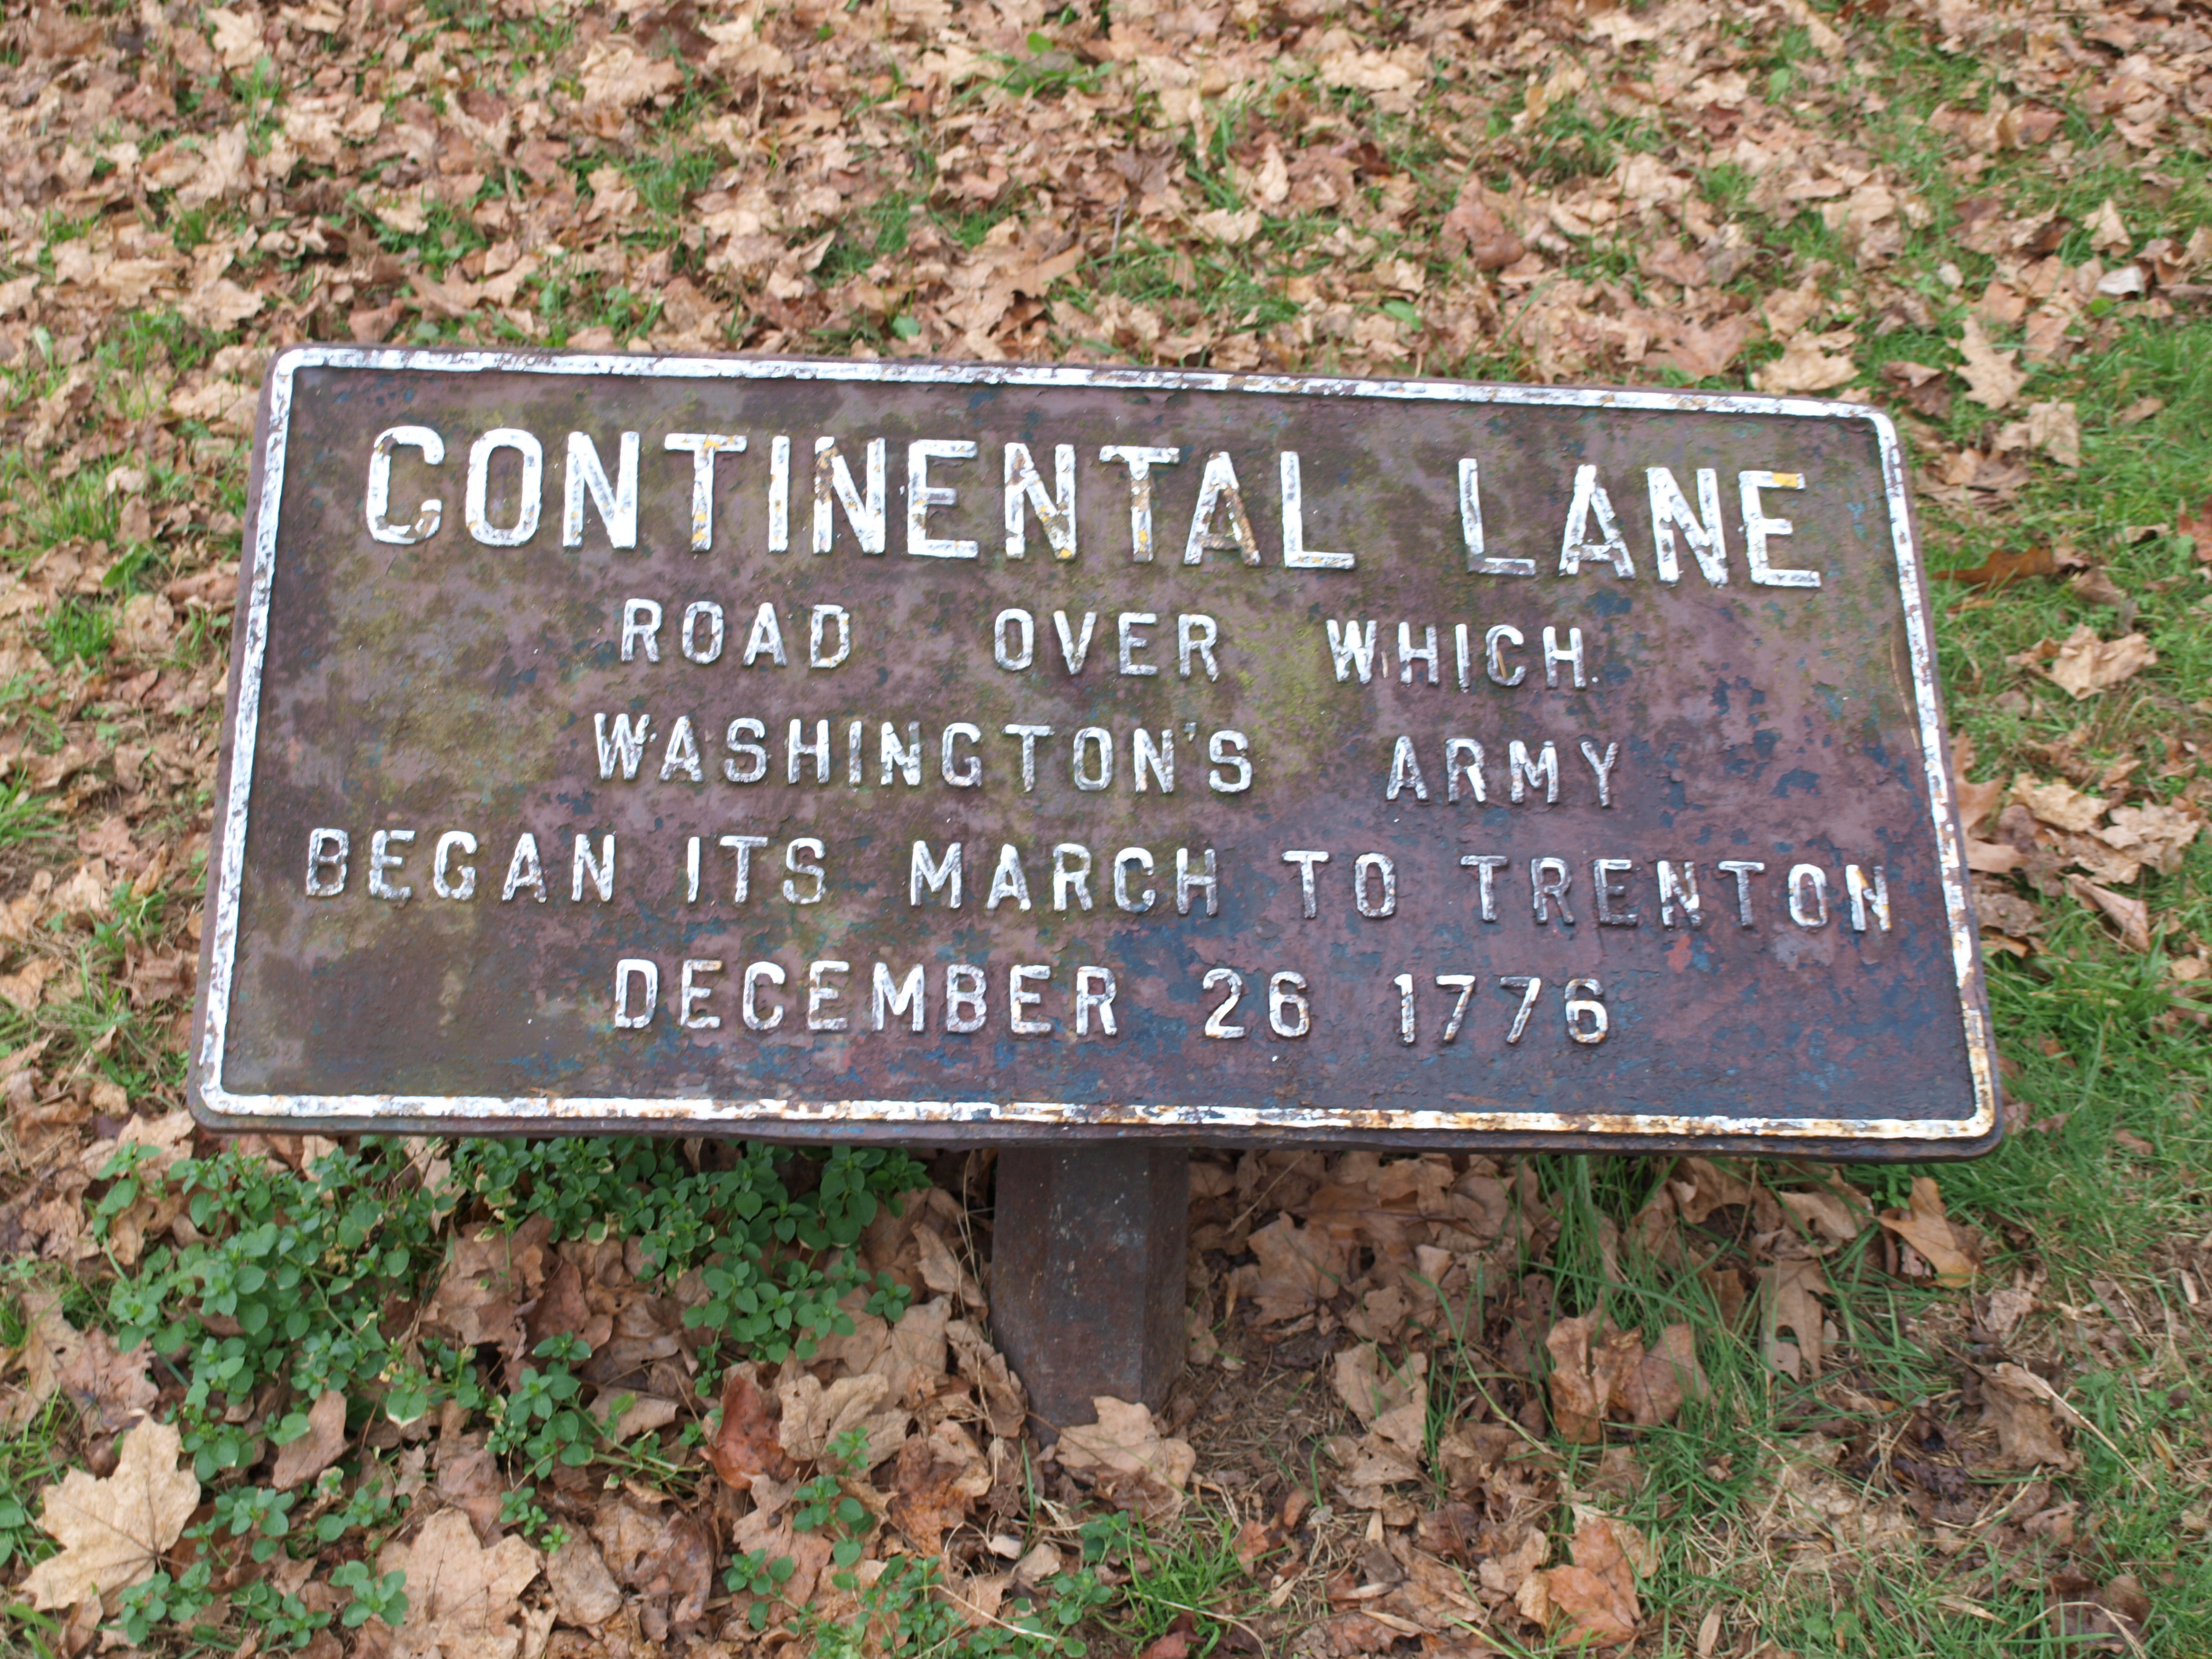 CONTINENTAL LANE
ROAD OVER WHICH
WASHINGTON'S ARMY
BEGAN ITS MARCH TO TRENTON
DECEMBER 26 1776